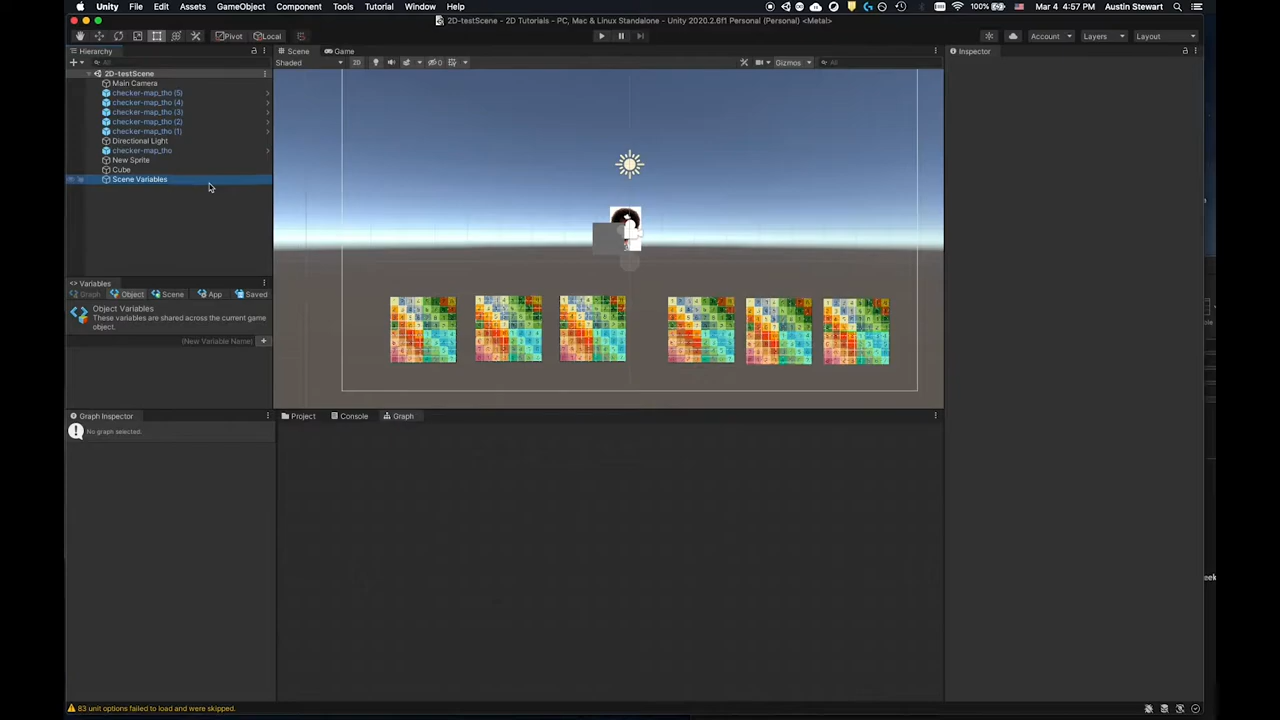 Unity File Edit Assets GameObject Component Tools Tutorial Window Help 100% Mar 4 4:57 PM Austin Stewart
2D-testScene - 2D Tutorials - PC, Mac & Linux Standalone - Unity 2020.2.6f1 Personal (Personal) <Metal>
Pivot Local Account Layers Layout
Hierarchy Scene Game Inspector
All Shaded 2D 0 Gizmos All
2D-testScene
Main Camera
checker-map_tho (5)
checker-map_tho (4)
checker-map_tho (3)
checker-map_tho (2)
checker-map_tho (1)
Directional Light
checker-map_tho
New Sprite
Cube
Scene Variables
Variables
Graph Object Scene App Saved
Object Variables
These variables are shared across the current game
object.
(New Variable Name) +
Graph Inspector Project Console Graph
No graph selected.
83 unit options failed to load and were skipped.